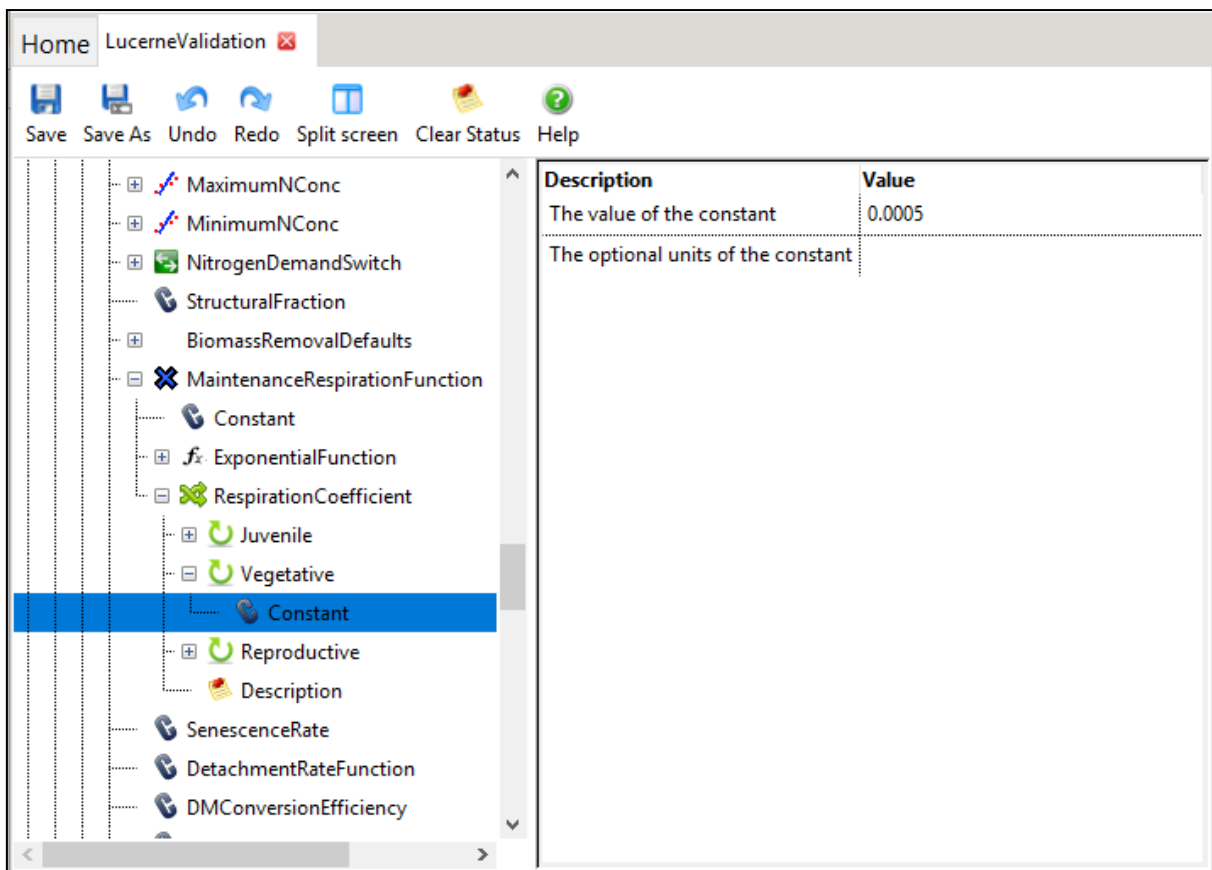 Home LucerneValidation
Save Save As Undo Redo Split screen Clear Status Help
MaximumNConc
MinimumNConc
NitrogenDemandSwitch
StructuralFraction
BiomassRemovalDefaults
MaintenanceRespirationFunction
Constant
fx ExponentialFunction
RespirationCoefficient
Juvenile
Vegetative
Constant
Reproductive
Description
SenescenceRate
DetachmentRateFunction
DMConversionEfficiency
Description Value
The value of the constant 0.0005
The optional units of the constant